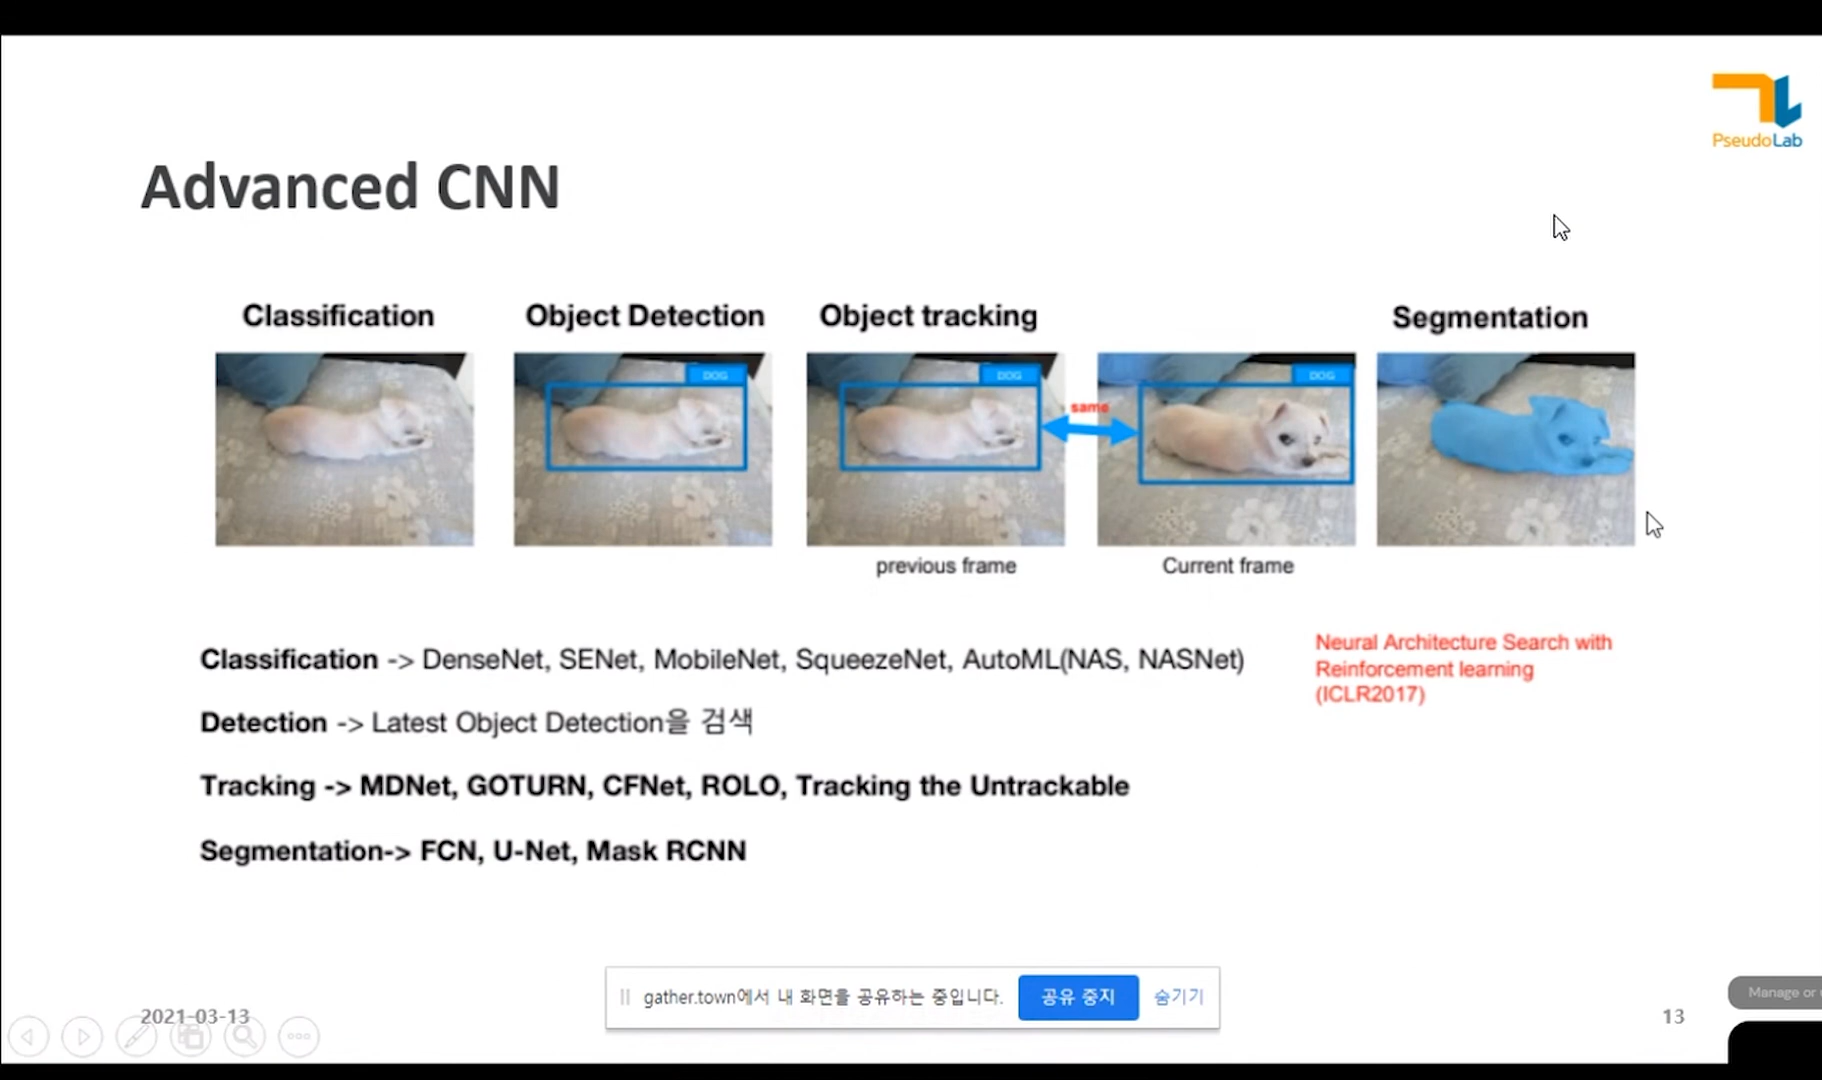 PseudoLab
Advanced CNN
Classification
Object Detection
Object tracking
Segmentation
DOG
DOG
same
DOG
previous frame
Current frame
Classification -> DenseNet, SENet, MobileNet, SqueezeNet, AutoML(NAS, NASNet)
Neural Architecture Search with
Reinforcement learning
(ICLR2017)
Detection -> Latest Object Detection을 검색
Tracking -> MDNet, GOTURN, CFNet, ROLO, Tracking the Untrackable
Segmentation-> FCN, U-Net, Mask RCNN
gather.town에서 내 화면을 공유하는 중입니다.
공유 중지
숨기기
Manage or
2021-03-13
13